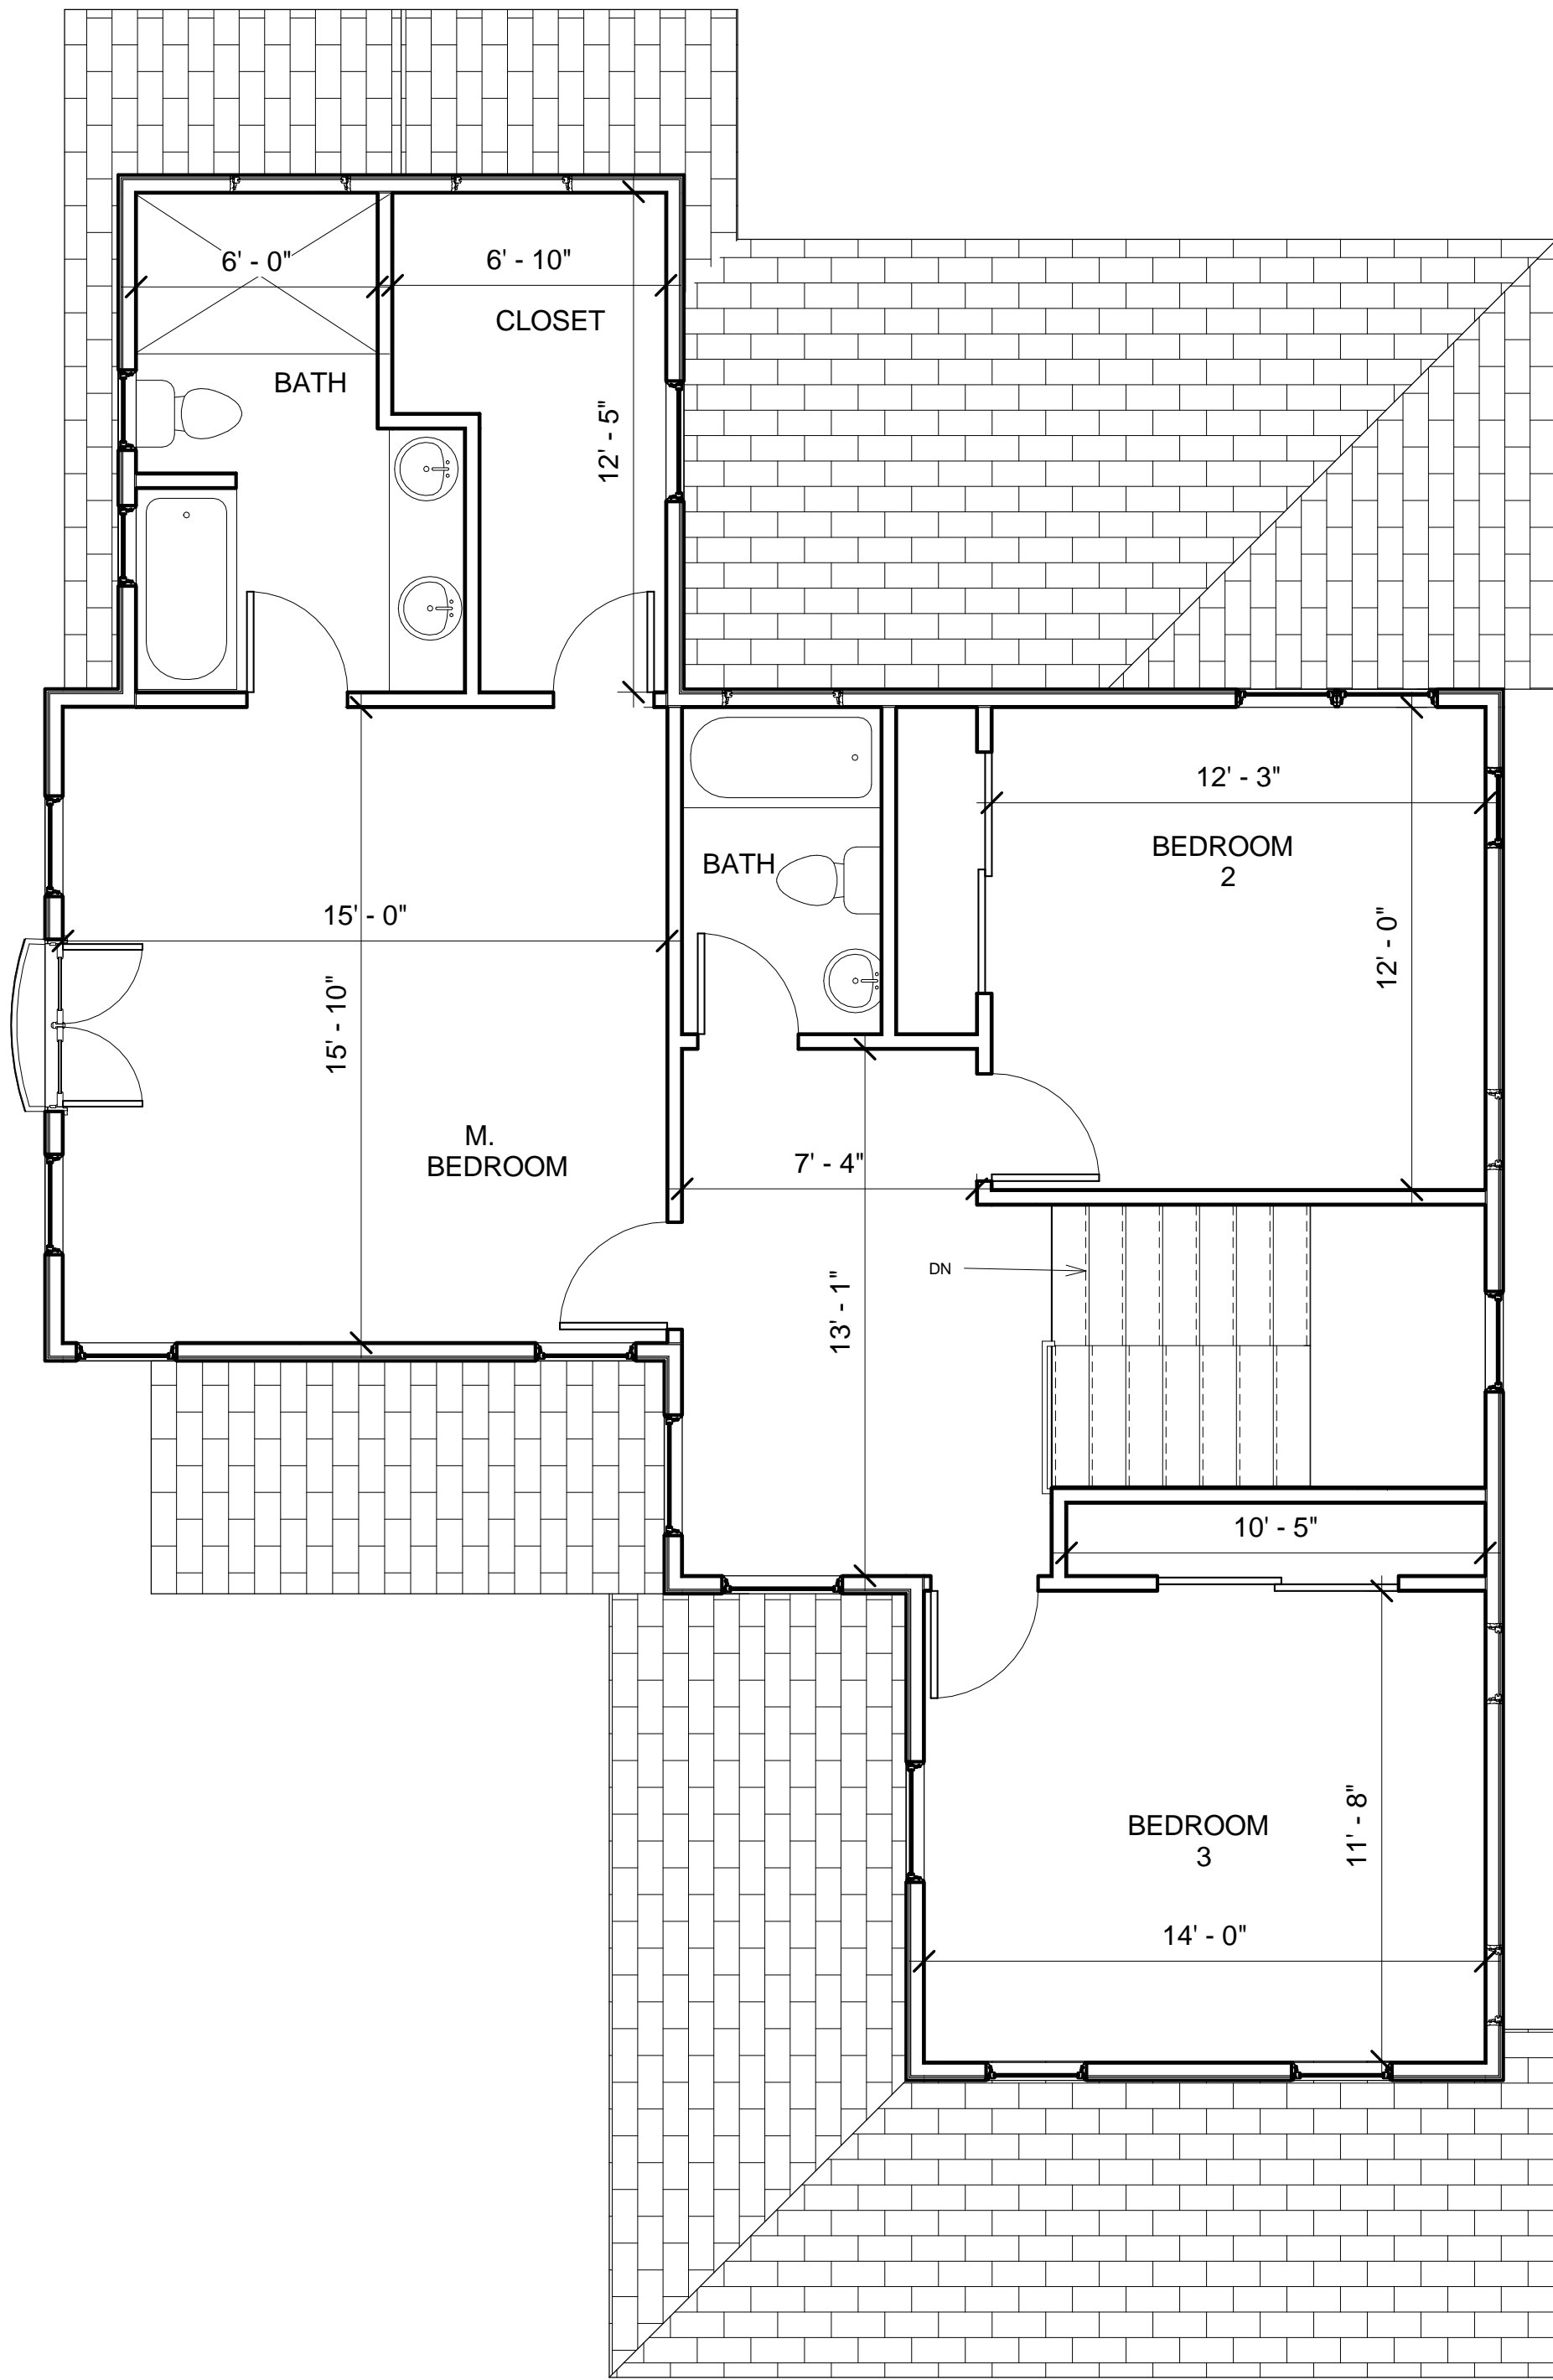 6' - 0"
6' - 10"
CLOSET
BATH
12' - 5"
12' - 3"
BEDROOM
2
BATH
15' - 0"
12' - 0"
15' - 10"
M.
BEDROOM
7' - 4"
DN
13' - 1"
10' - 5"
BEDROOM
3
11' - 8"
14' - 0"